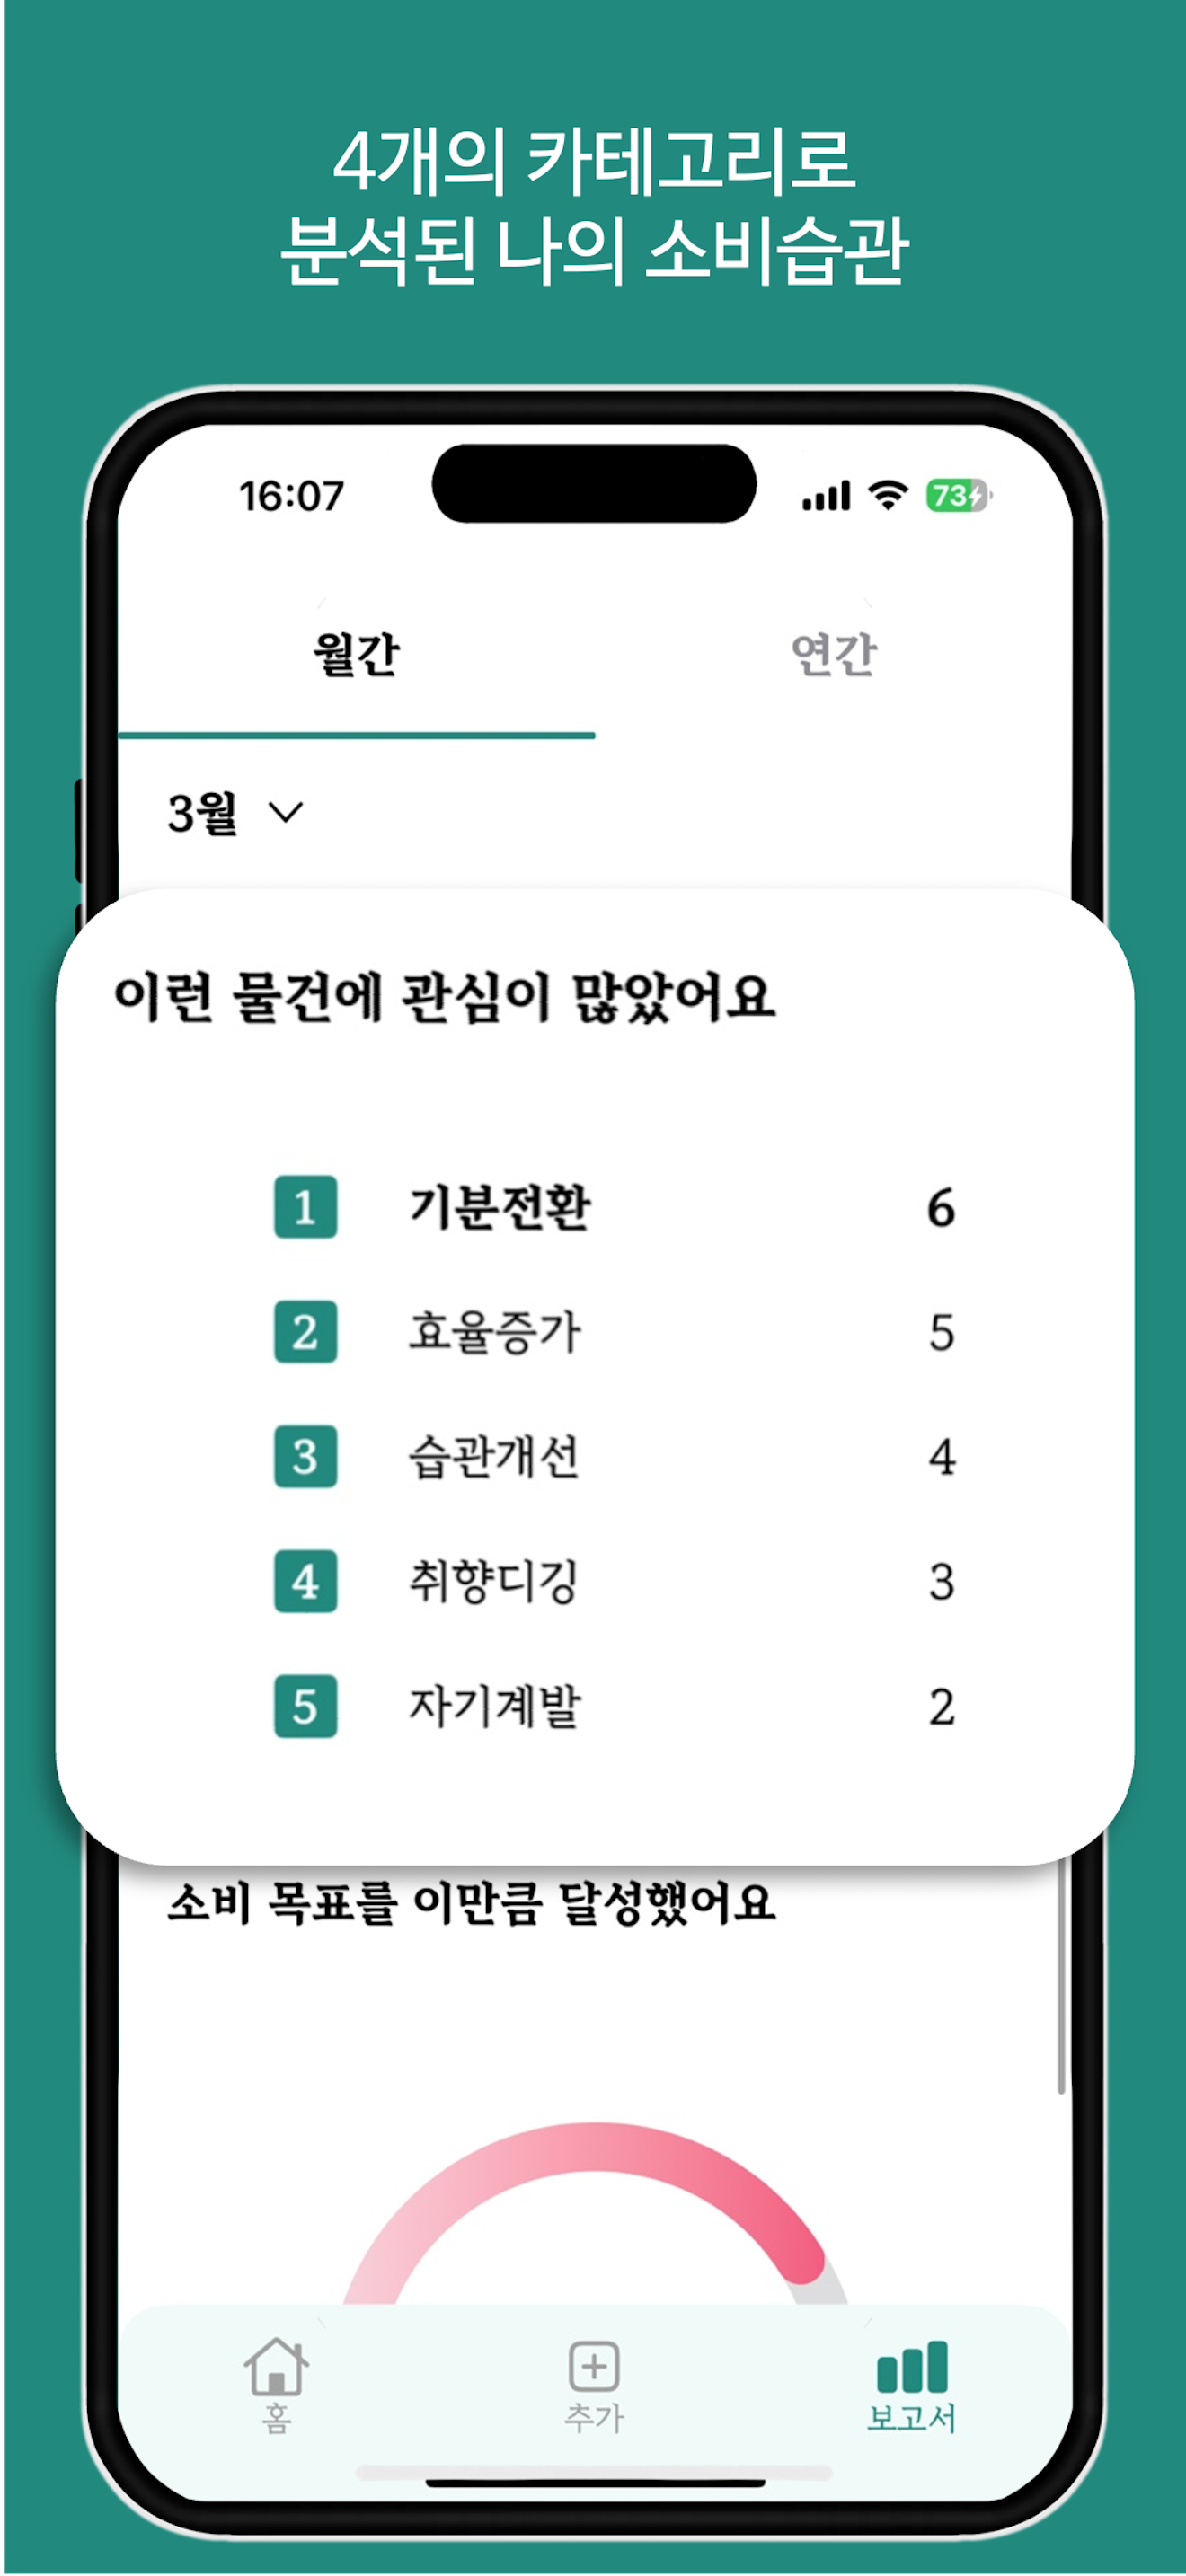 4개의 카테고리로
분석된 나의 소비습관
16:07
73
월간 연간
3월
이런 물건에 관심이 많았어요
1 기분전환 6
2 효율증가 5
3 습관개선 4
4 취향디깅 3
5 자기계발 2
소비 목표를 이만큼 달성했어요
홈 추가 보고서